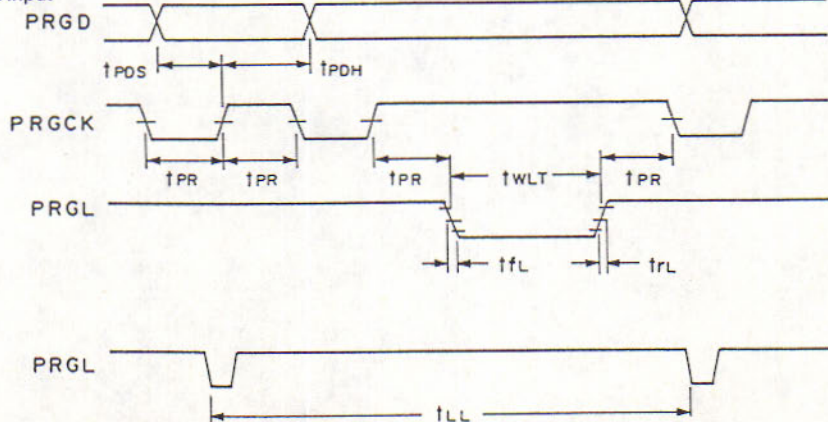 PRGD
tPDS
tPDH
PRGCK
tPR
tPR
tPR
tWLT
tPR
PRGL
tfL
trL
PRGL
tLL